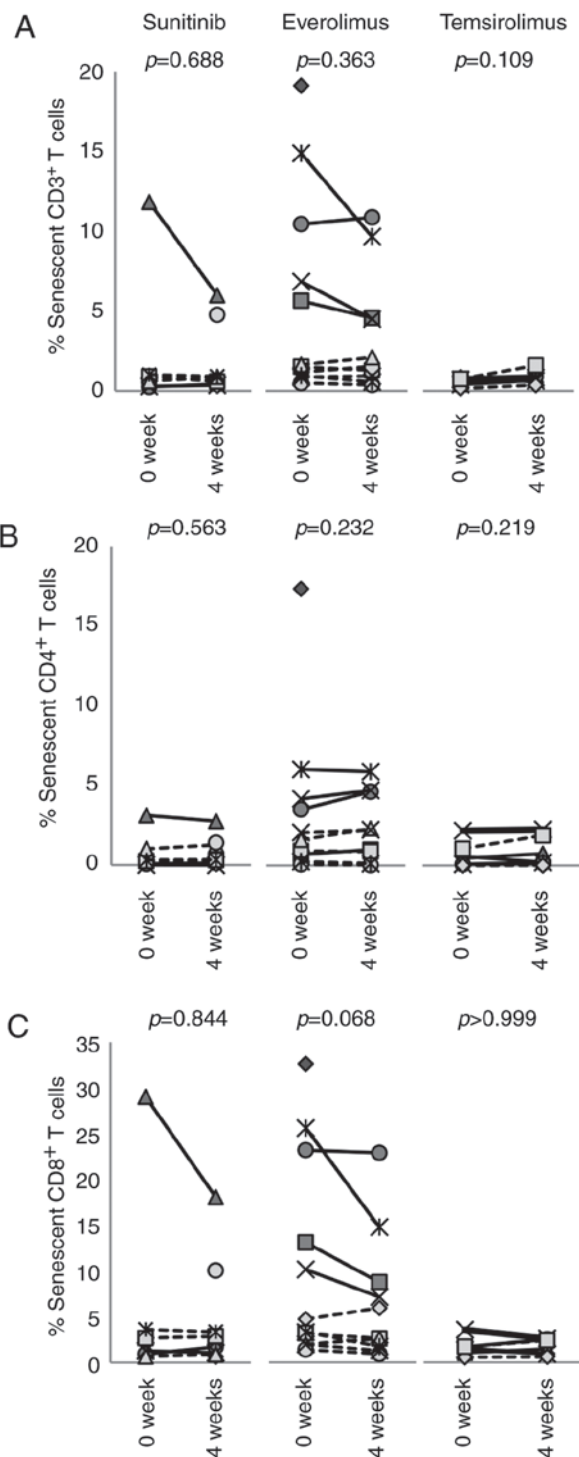 A
Sunitinib Everolimus Temsirolimus
p=0.688 p=0.363 p=0.109
% Senescent CD3+ T cells
20
15
10
5
0
0 week 4 weeks 0 week 4 weeks 0 week 4 weeks
B
p=0.563 p=0.232 p=0.219
% Senescent CD4+ T cells
20
15
10
5
0
0 week 4 weeks 0 week 4 weeks 0 week 4 weeks
C
p=0.844 p=0.068 p>0.999
% Senescent CD8+ T cells
35
30
25
20
15
10
5
0
0 week 4 weeks 0 week 4 weeks 0 week 4 weeks